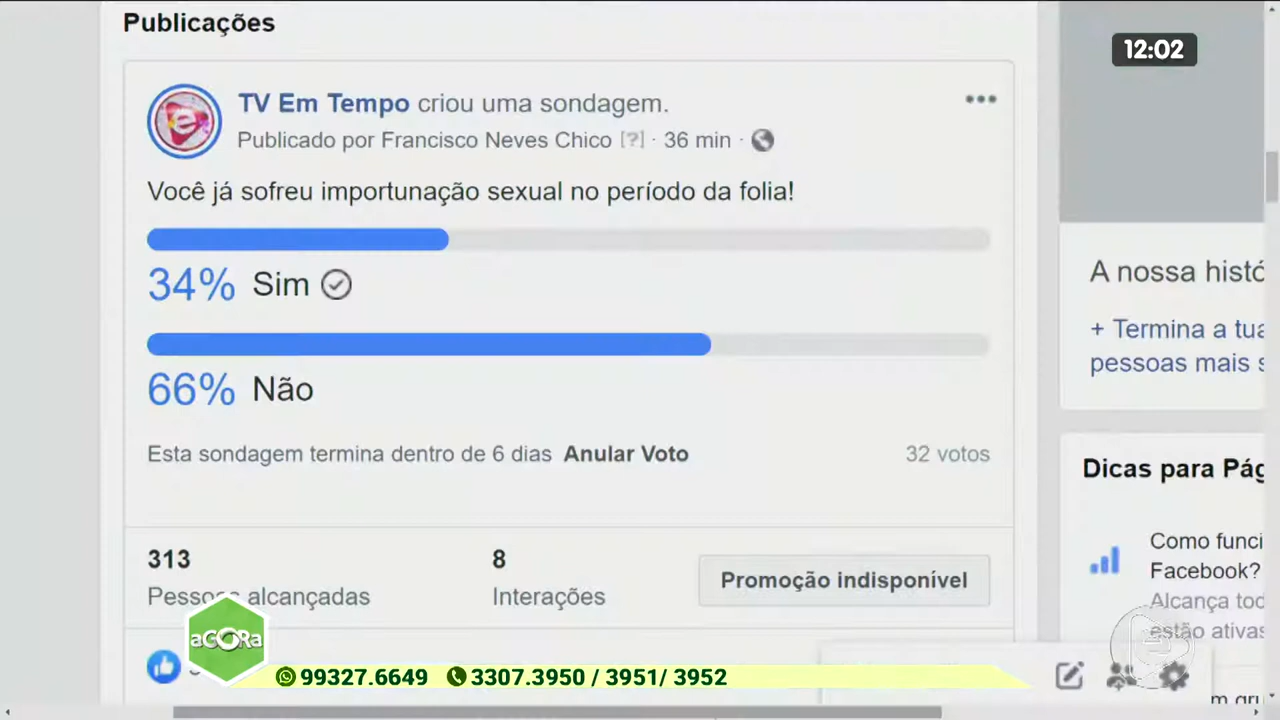 Publicações
12:02
TV Em Tempo criou uma sondagem.
Publicado por Francisco Neves Chico [?] · 36 min ·
Você já sofreu importunação sexual no período da folia!
34% Sim
66% Não
Esta sondagem termina dentro de 6 dias Anular Voto 32 votos
313 8 Promoção indisponível
Pessoas alcançadas Interações
A nossa histó
+ Termina a tua
pessoas mais s
Dicas para Pág
Como funci
Facebook?
Alcança tod
estão ativas
m gru
aGORa
99327.6649 3307.3950 / 3951/ 3952